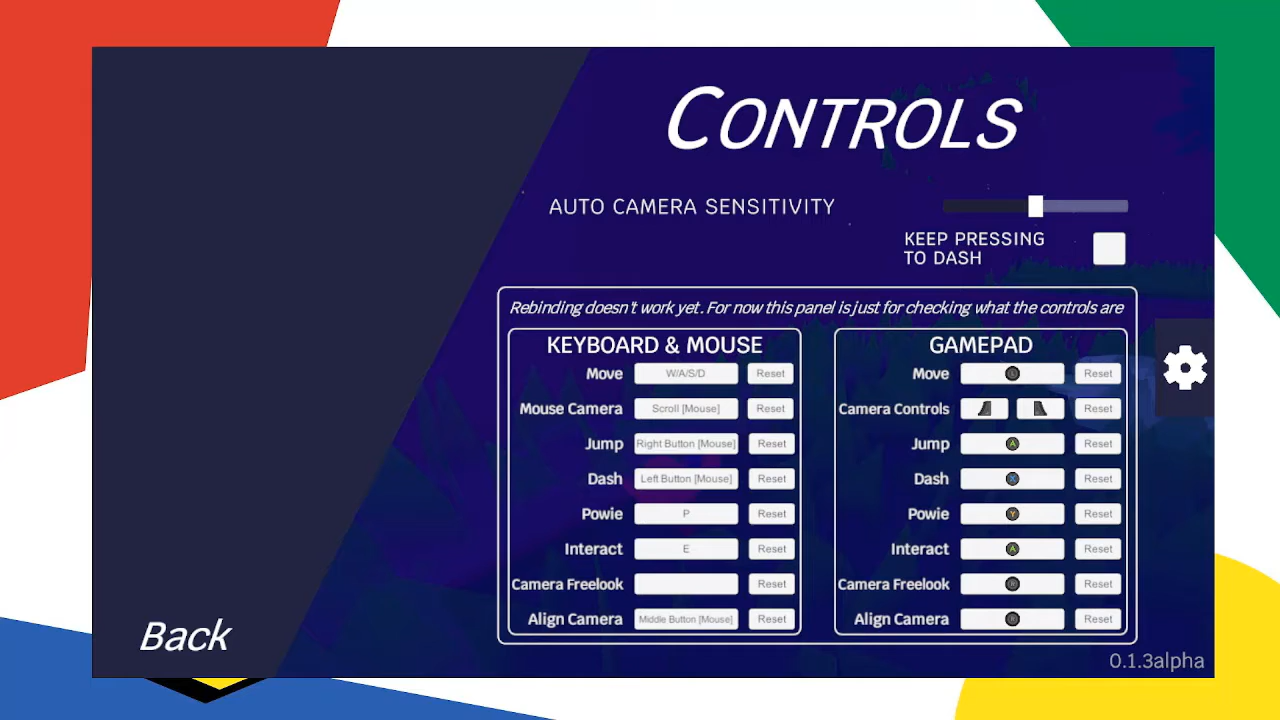 CONTROLS
AUTO CAMERA SENSITIVITY
KEEP PRESSING
TO DASH
Rebinding doesn't work yet. For now this panel is just for checking what the controls are
KEYBOARD & MOUSE
Move W/A/S/D Reset
Mouse Camera Scroll [Mouse] Reset
Jump Right Button [Mouse] Reset
Dash Left Button [Mouse] Reset
Powie P Reset
Interact E Reset
Camera Freelook Reset
Align Camera Middle Button [Mouse] Reset
GAMEPAD
Move L Reset
Camera Controls Reset
Jump A Reset
Dash X Reset
Powie Y Reset
Interact A Reset
Camera Freelook R Reset
Align Camera R Reset
Back
0.1.3alpha